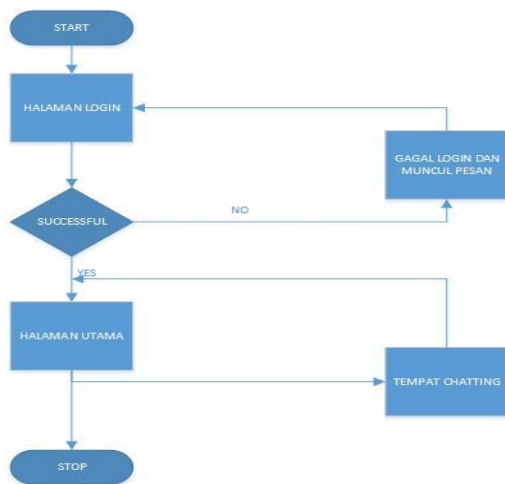 START
HALAMAN LOGIN
GAGAL LOGIN DAN
MUNCUL PESAN
SUCCESSFUL
NO
YES
HALAMAN UTAMA
TEMPAT CHATTING
STOP